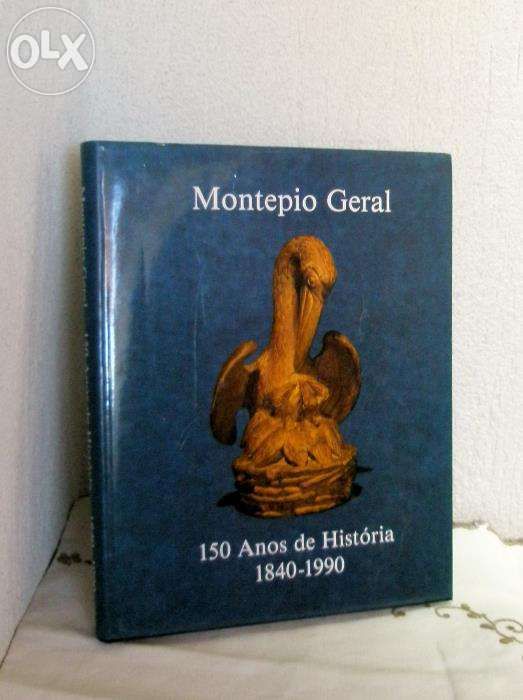 OLX
Montepio Geral
150 Anos de História
1840-1990